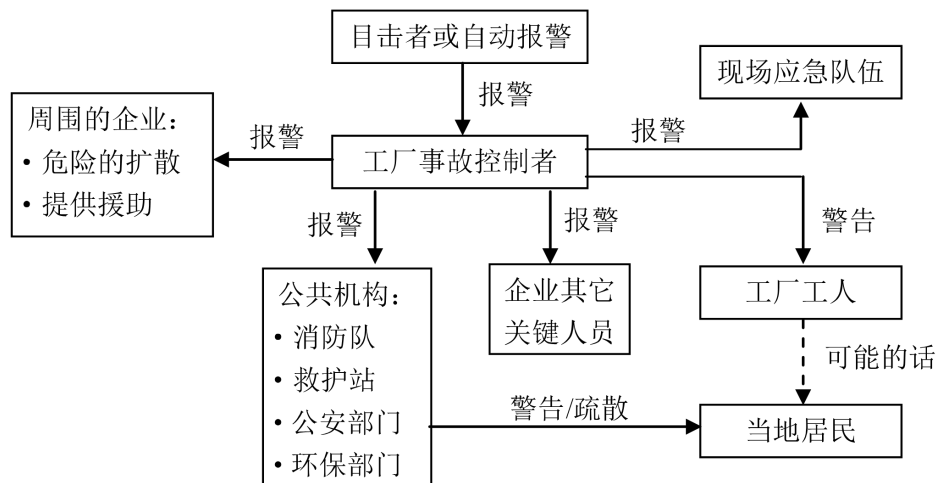 目击者或自动报警
报警
现场应急队伍
周围的企业：
·危险的扩散
·提供援助
报警
工厂事故控制者
报警
报警
报警
警告
公共机构：
·消防队
·救护站
·公安部门
·环保部门
企业其它
关键人员
工厂工人
可能的话
警告/疏散
当地居民